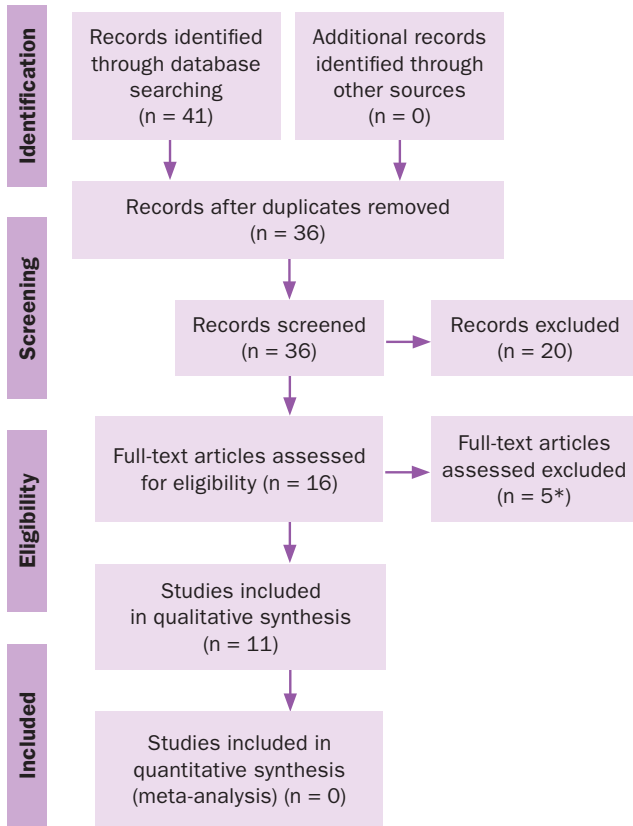 Identification
Records identified
through database
searching
(n = 41)
Additional records
identified through
other sources
(n = 0)
Records after duplicates removed
(n = 36)
Screening
Records screened
(n = 36)
Records excluded
(n = 20)
Eligibility
Full-text articles assessed
for eligibility (n = 16)
Full-text articles
assessed excluded
(n = 5*)
Studies included
in qualitative synthesis
(n = 11)
Included
Studies included in
quantitative synthesis
(meta-analysis) (n = 0)